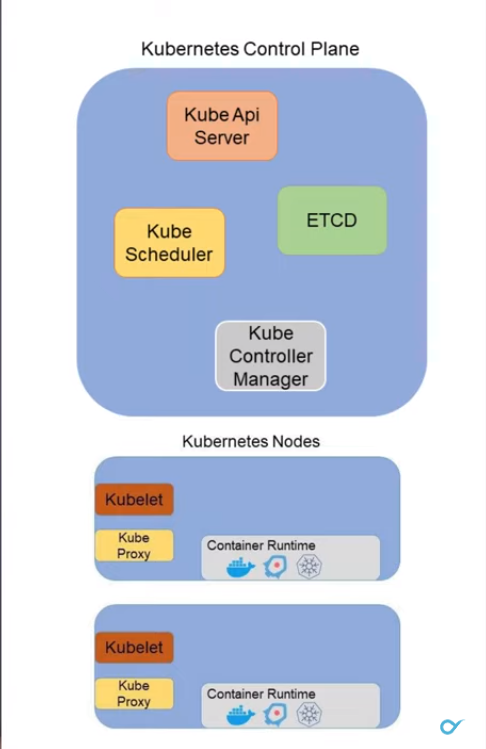 Kubernetes Control Plane
Kube Api
Server
ETCD
Kube
Scheduler
Kube
Controller
Manager
Kubernetes Nodes
Kubelet
Kube
Proxy
Container Runtime
Kubelet
Kube
Proxy
Container Runtime